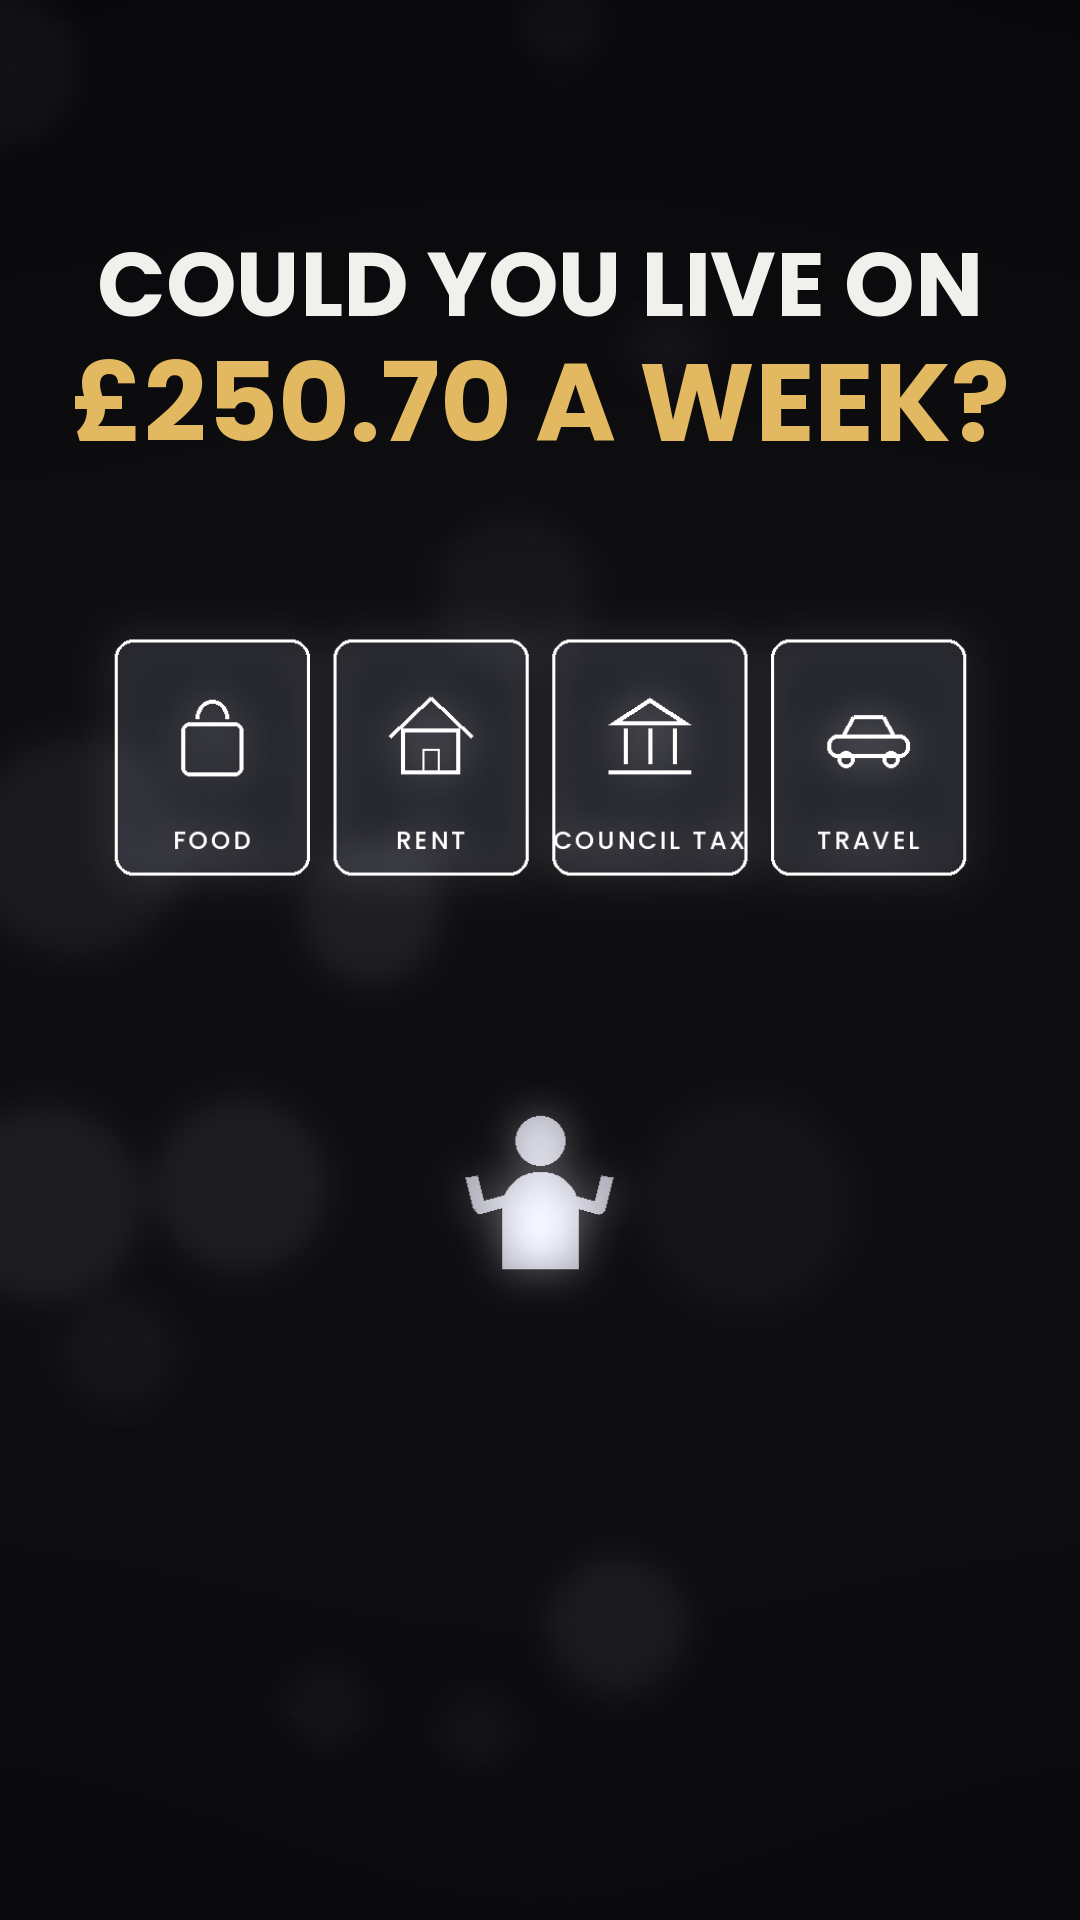 COULD YOU LIVE ON
£250.70 A WEEK?
FOOD
RENT
COUNCIL TAX
TRAVEL